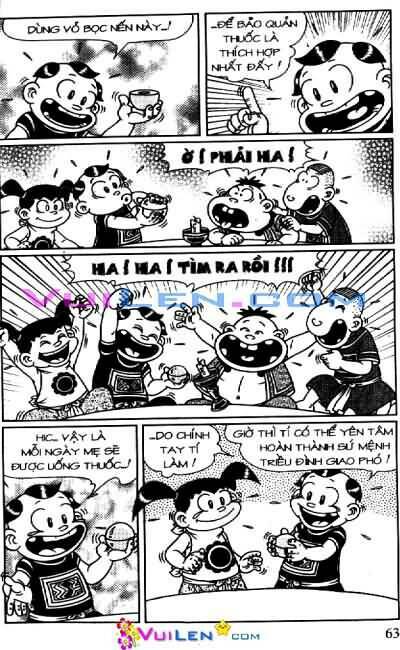 DÙNG VỎ BỌC NẾN NÀY...!
...ĐỂ BẢO QUẢN
THUỐC LÀ
THÍCH HỢP
NHẤT ĐẤY!
Ờ! PHẢI HA!
HA! HA! TÌM RA RỒI!!!
VUILEN.COM
HIC... VẬY LÀ
MỖI NGÀY MẸ SẼ
ĐƯỢC UỐNG THUỐC...!
...DO CHÍNH
TAY TÍ
LÀM!
GIỜ THÌ TÍ CÓ THỂ YÊN TÂM
HOÀN THÀNH SỨ MỆNH
TRIỀU ĐÌNH GIAO PHÓ!
63
VUILEN.COM